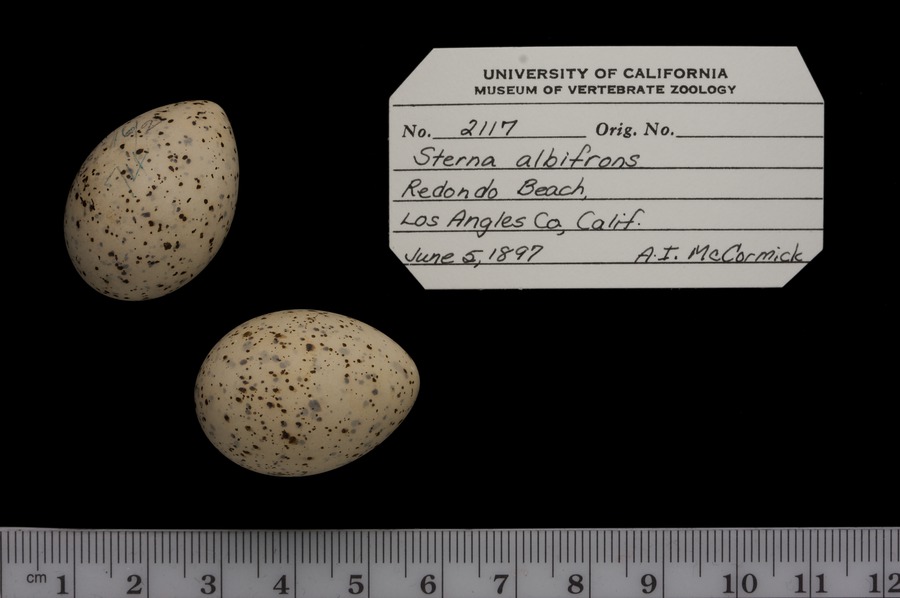 UNIVERSITY OF CALIFORNIA
MUSEUM OF VERTEBRATE ZOOLOGY
No. 2117 Orig. No.
Sterna albifrons
Redondo Beach,
Los Angles Co, Calif.
June 5, 1897 A.I. McCormick
cm 1 2 3 4 5 6 7 8 9 10 11 12